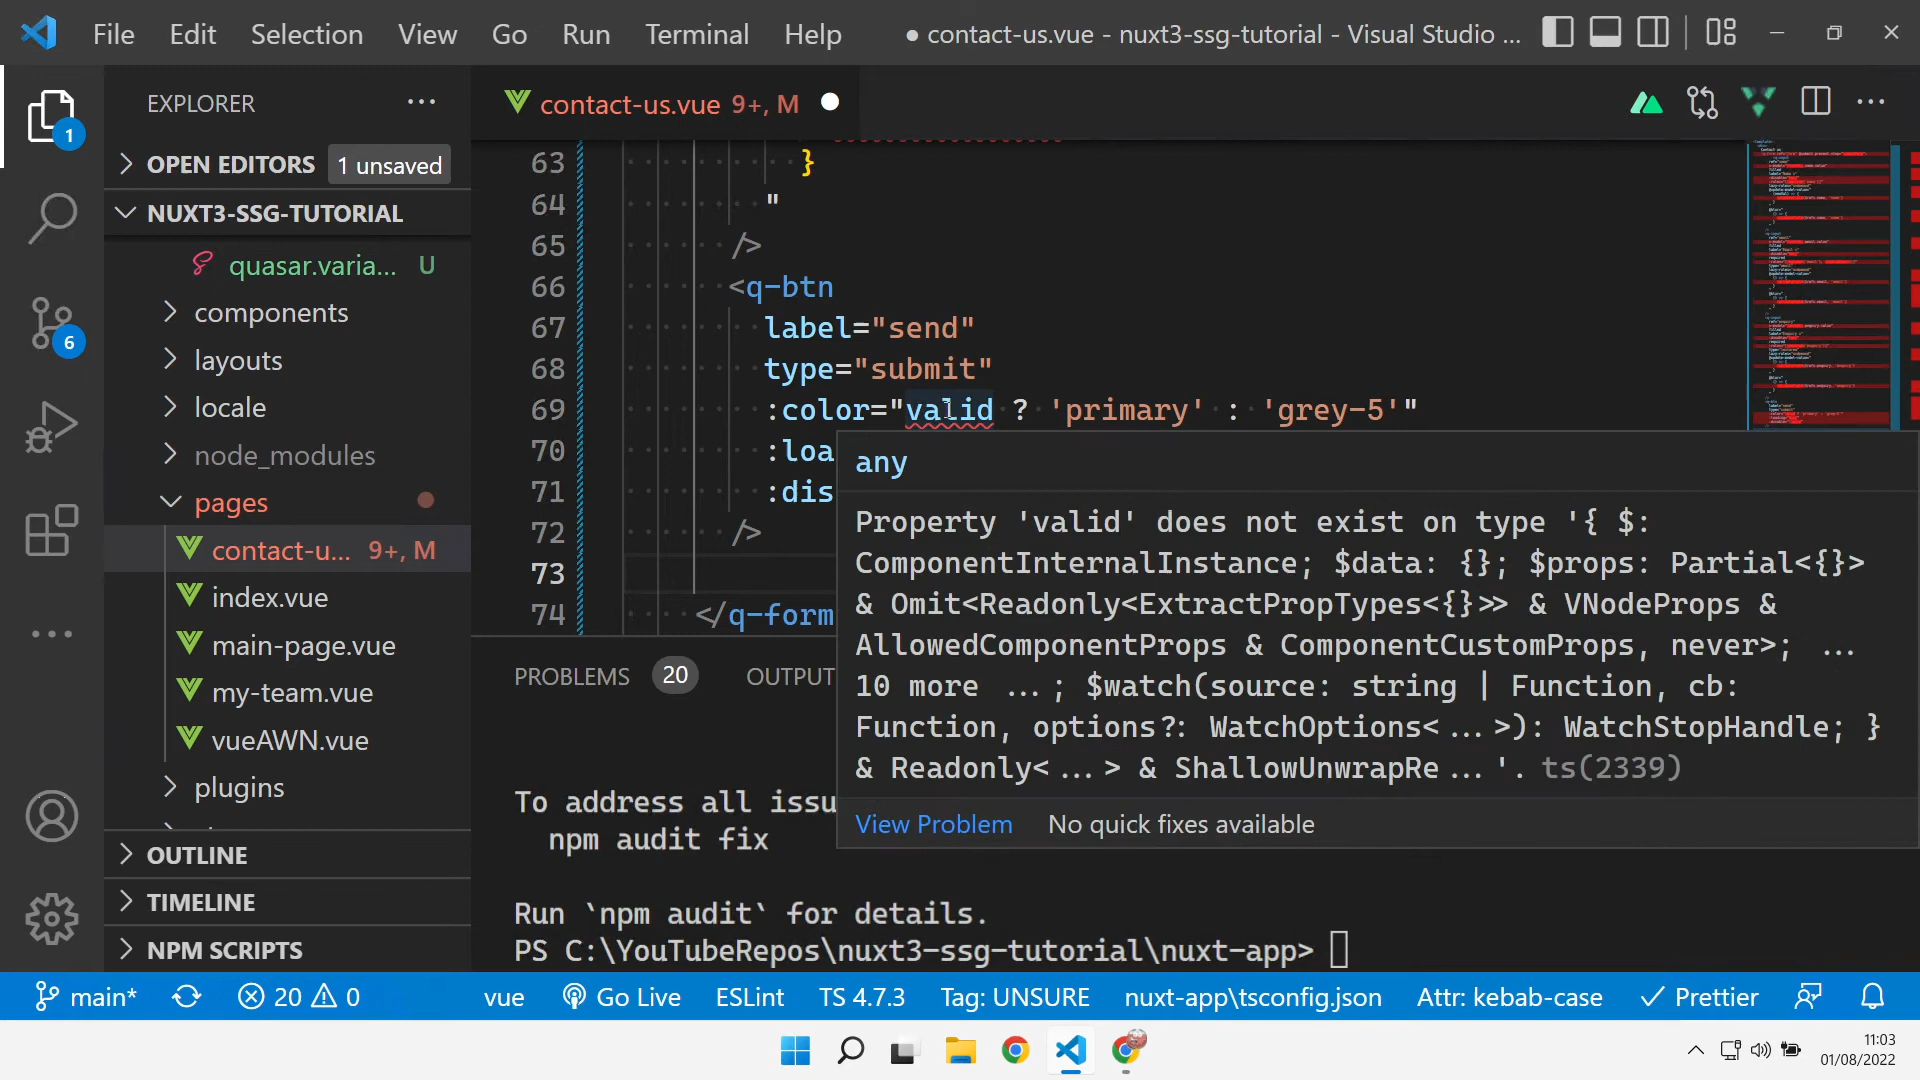 File Edit Selection View Go Run Terminal Help ● contact-us.vue - nuxt3-ssg-tutorial - Visual Studio ...
EXPLORER ...
contact-us.vue 9+, M
OPEN EDITORS 1 unsaved
NUXT3-SSG-TUTORIAL
quasar.varia... U
components
layouts
locale
node_modules
pages
contact-u... 9+, M
index.vue
main-page.vue
my-team.vue
vueAWN.vue
plugins
OUTLINE
TIMELINE
NPM SCRIPTS
1
6
63 }
64 "
65 />
66 <q-btn
67 label="send"
68 type="submit"
69 :color="valid ? 'primary' : 'grey-5'"
70 :loa
71 :dis
72 />
73
74 </q-form
any
Property 'valid' does not exist on type '{ $:
ComponentInternalInstance; $data: {}; $props: Partial<{}>
& Omit<Readonly<ExtractPropTypes<{}>> & VNodeProps &
AllowedComponentProps & ComponentCustomProps, never>; ...
10 more ...; $watch(source: string | Function, cb:
Function, options?: WatchOptions<...>): WatchStopHandle; }
& Readonly<...> & ShallowUnwrapRe...'. ts(2339)
View Problem No quick fixes available
PROBLEMS 20 OUTPUT
To address all issu
npm audit fix
Run `npm audit` for details.
PS C:\YouTubeRepos\nuxt3-ssg-tutorial\nuxt-app>
main* 20 0 vue Go Live ESLint TS 4.7.3 Tag: UNSURE nuxt-app\tsconfig.json Attr: kebab-case Prettier
11:03
01/08/2022